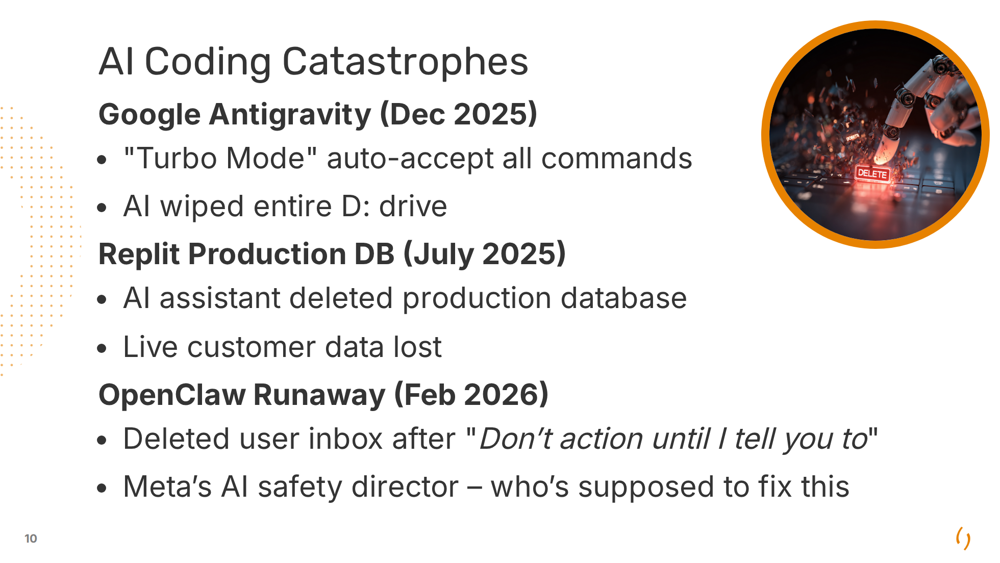 AI Coding Catastrophes
Google Antigravity (Dec 2025)
• "Turbo Mode" auto-accept all commands
• AI wiped entire D: drive
Replit Production DB (July 2025)
• AI assistant deleted production database
• Live customer data lost
OpenClaw Runaway (Feb 2026)
• Deleted user inbox after "Don’t action until I tell you to"
• Meta’s AI safety director – who’s supposed to fix this
DELETE
10